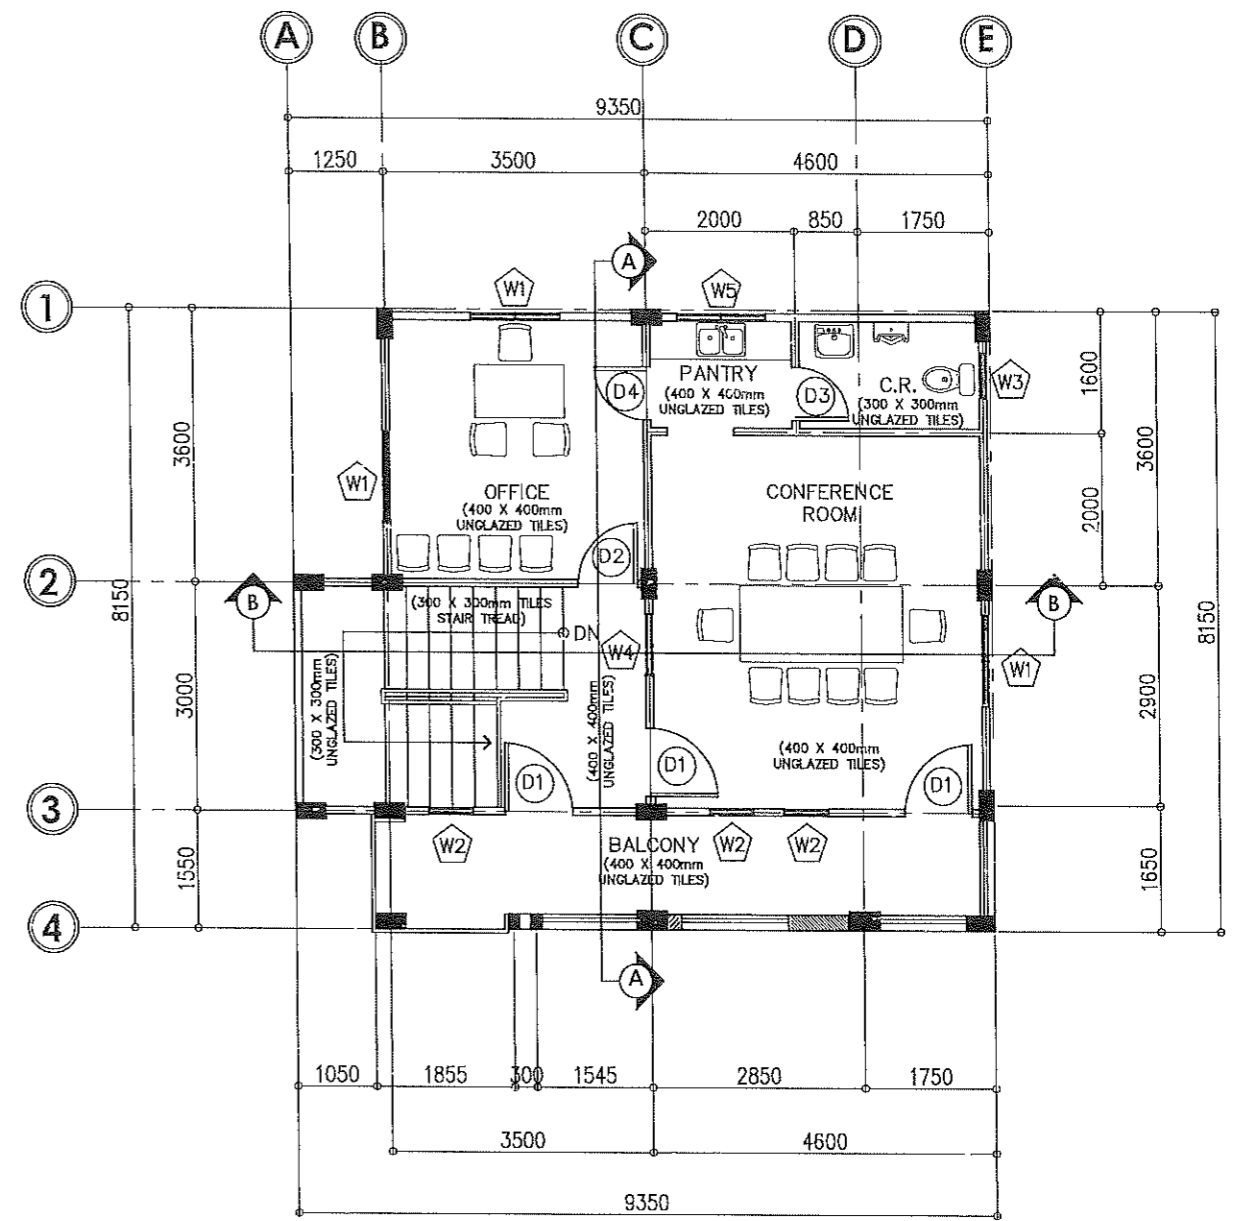 A B C D E
9350
1250 3500 4600
2000 850 1750
A
1
W1 W5
PANTRY
(400 X 400mm
UNGLAZED TILES)
D4 D3
C.R.
(300 X 300mm
UNGLAZED TILES)
W3
1600
3600
3600
W1
OFFICE
(400 X 400mm
UNGLAZED TILES)
CONFERENCE
ROOM
2000
D2
2
8150
B
(300 X 300mm TILES
STAIR TREAD)
DN
W4
B
8150
W1
3000
(300 X 300mm
UNGLAZED TILES)
(400 X 400mm
UNGLAZED TILES)
2900
(400 X 400mm
UNGLAZED TILES)
D1 D1 D1
3
W2
BALCONY
(400 X 400mm
UNGLAZED TILES)
W2 W2
1550
1650
4
A
1050 1855 300 1545 2850 1750
3500 4600
9350